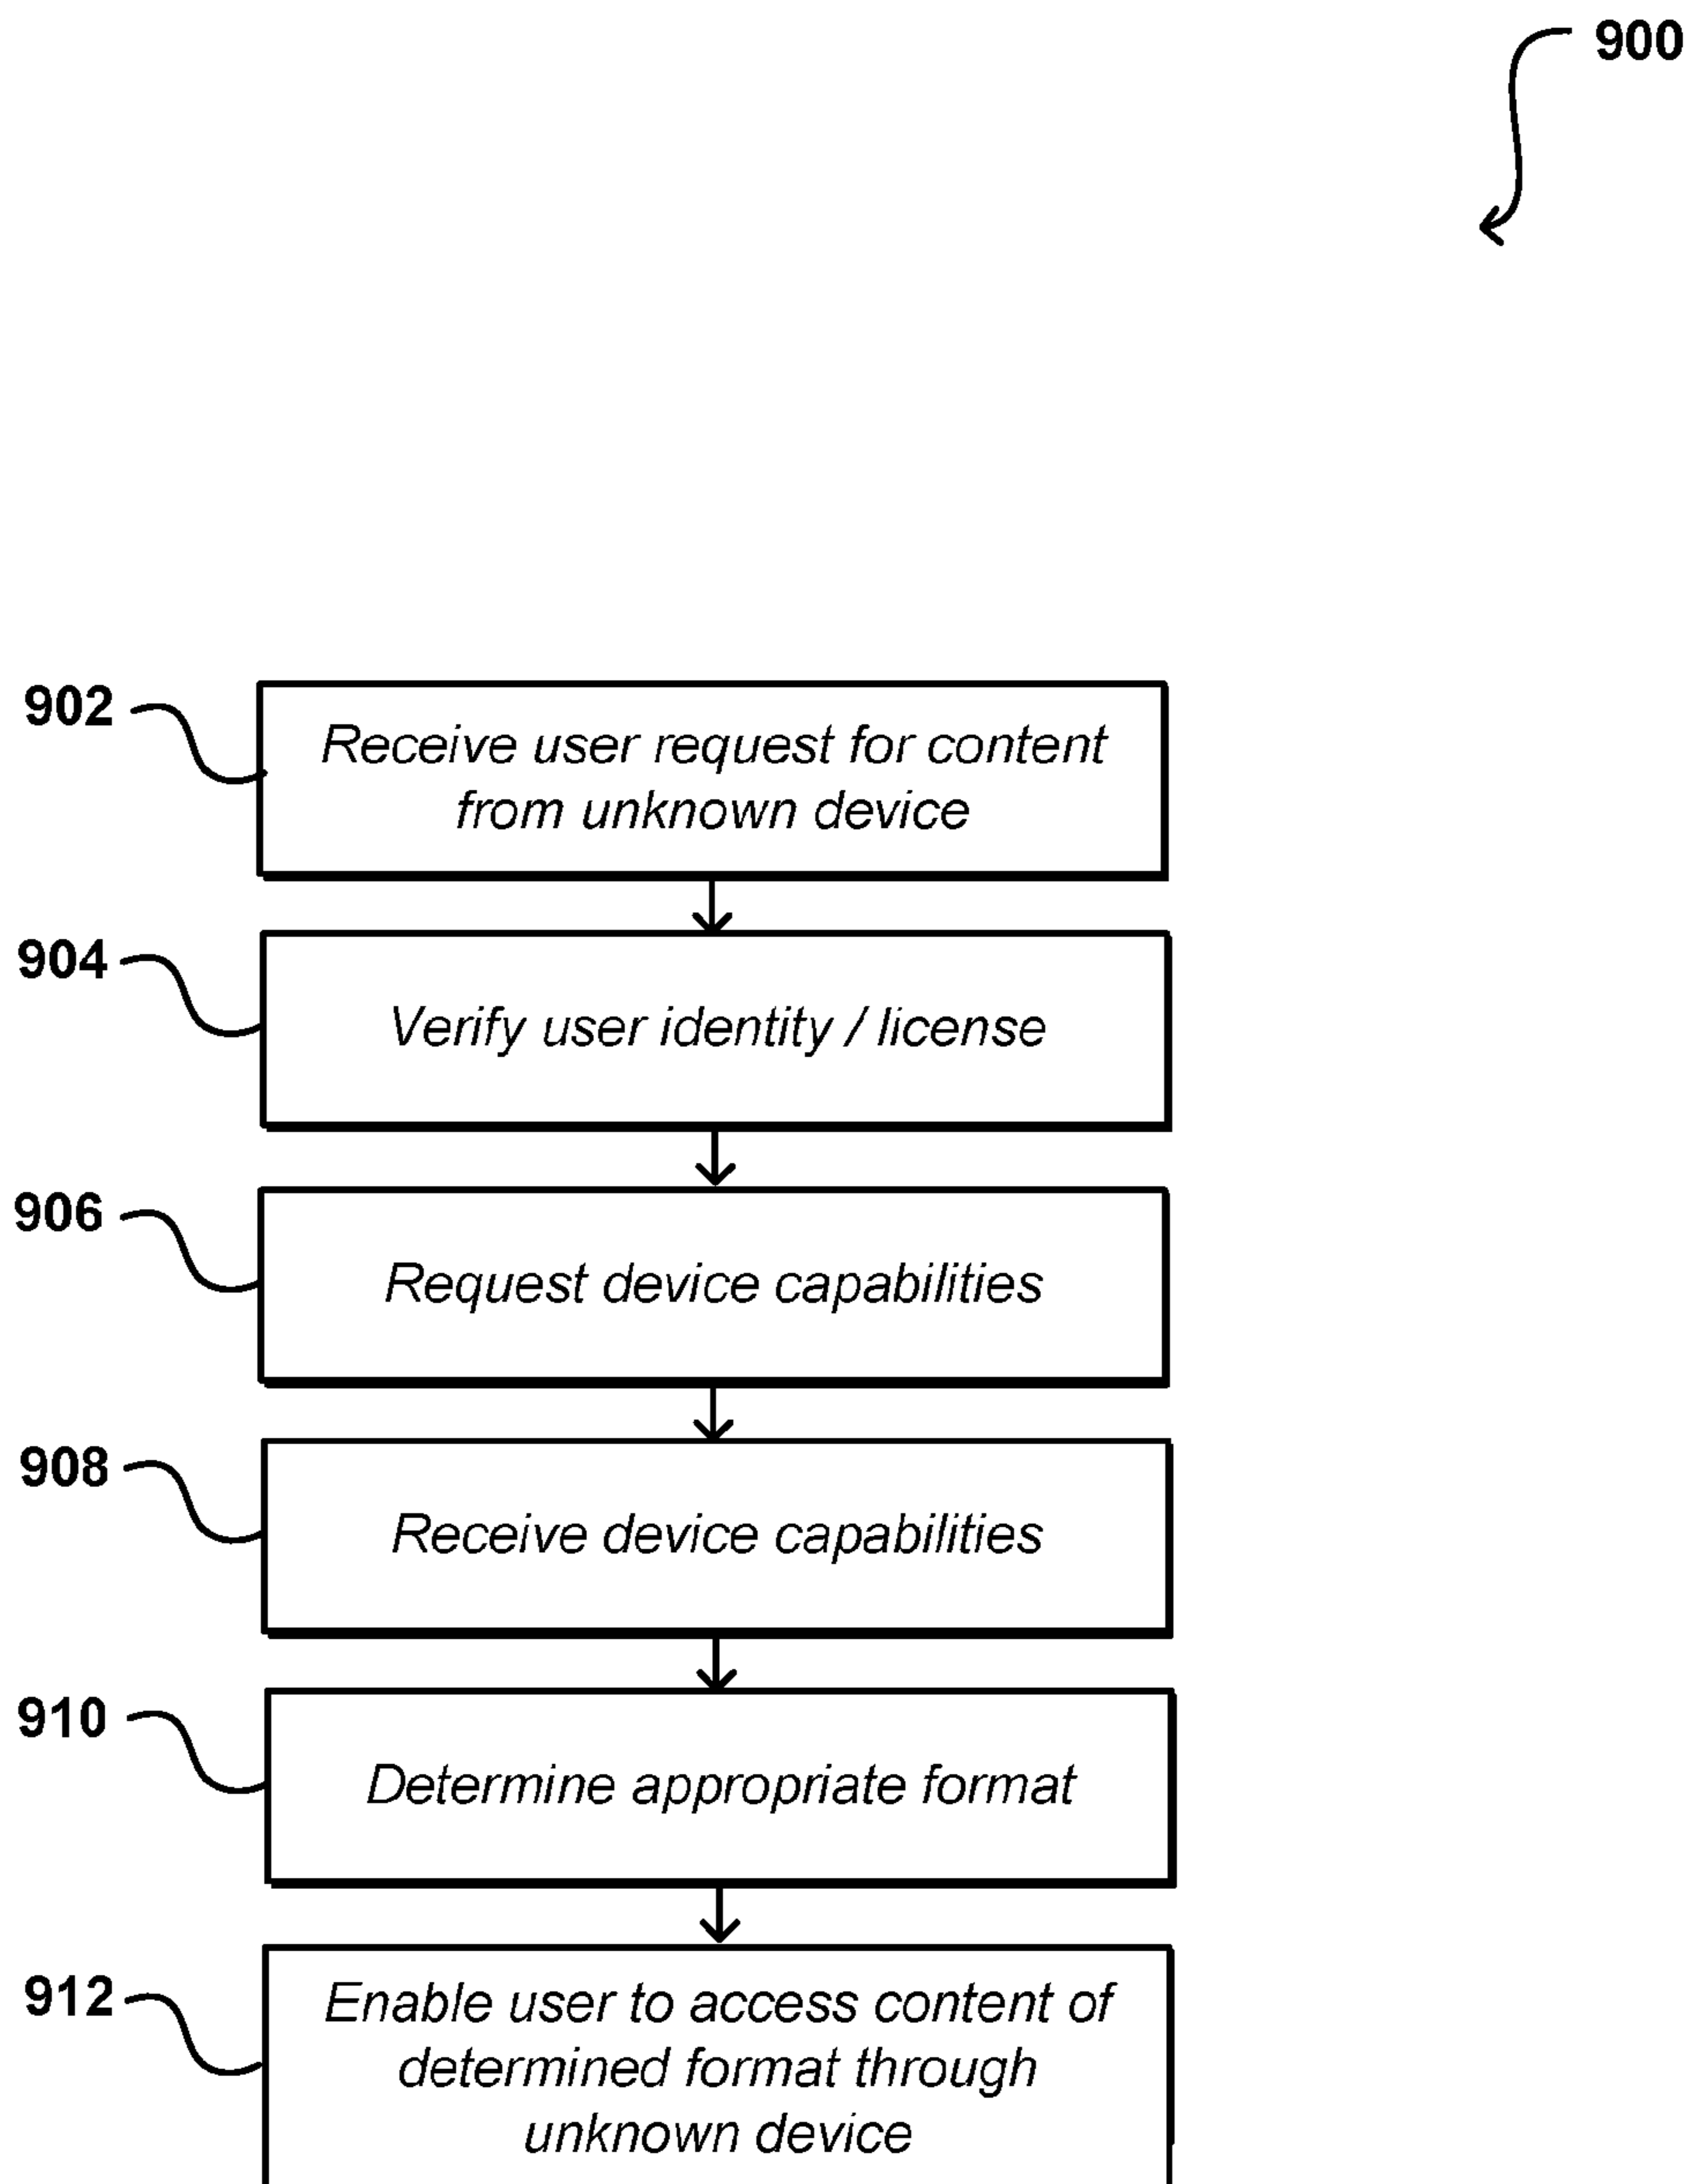 900
902
Receive user request for content
from unknown device
904
Verify user identity / license
906
Request device capabilities
908
Receive device capabilities
910
Determine appropriate format
912
Enable user to access content of
determined format through
unknown device